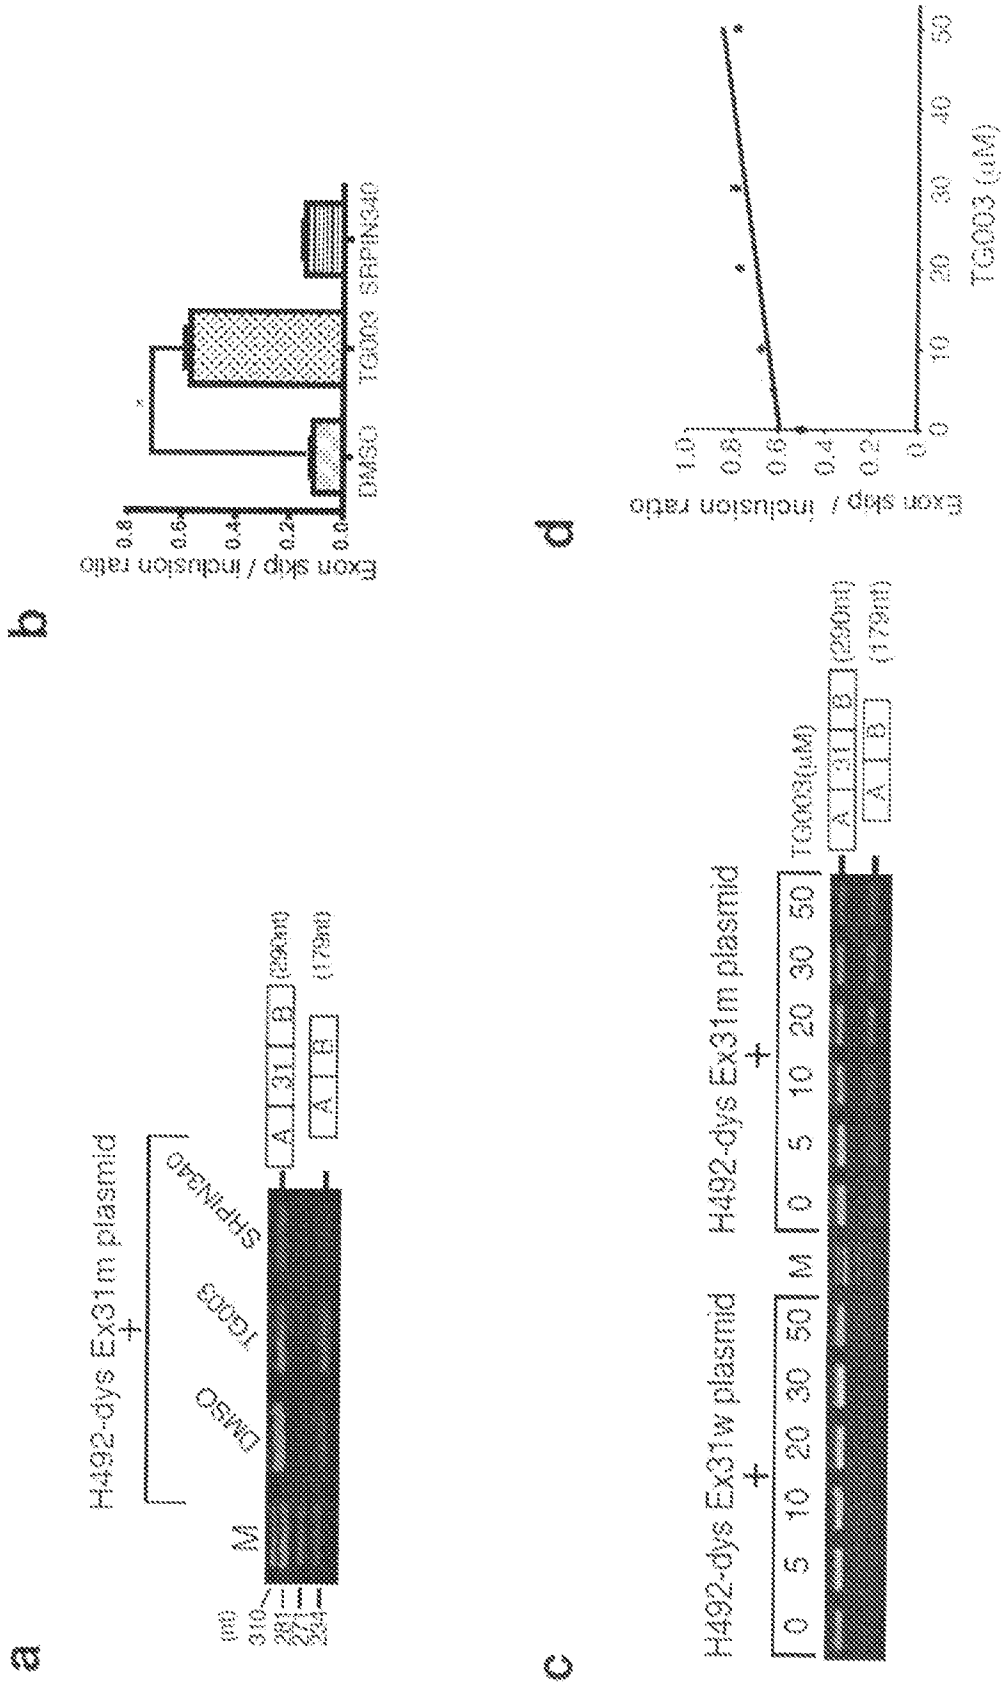 a
H492-dys Ex31m plasmid
+
M
DMSO
TG003
SRPIN340
(nt)
310
281
271
234
A 31 B (290nt)
A B (179nt)
b
Exon skip / inclusion ratio
0.8
0.6
0.4
0.2
0.0
*
DMSO TG003 SRPIN340
c
H492-dys Ex31w plasmid
+
0 5 10 20 30 50
M
H492-dys Ex31m plasmid
+
0 5 10 20 30 50 TG003(μM)
A 31 B (290nt)
A B (179nt)
d
Exon skip / inclusion ratio
1.0
0.8
0.6
0.4
0.2
0
0 10 20 30 40 50
TG003 (μM)